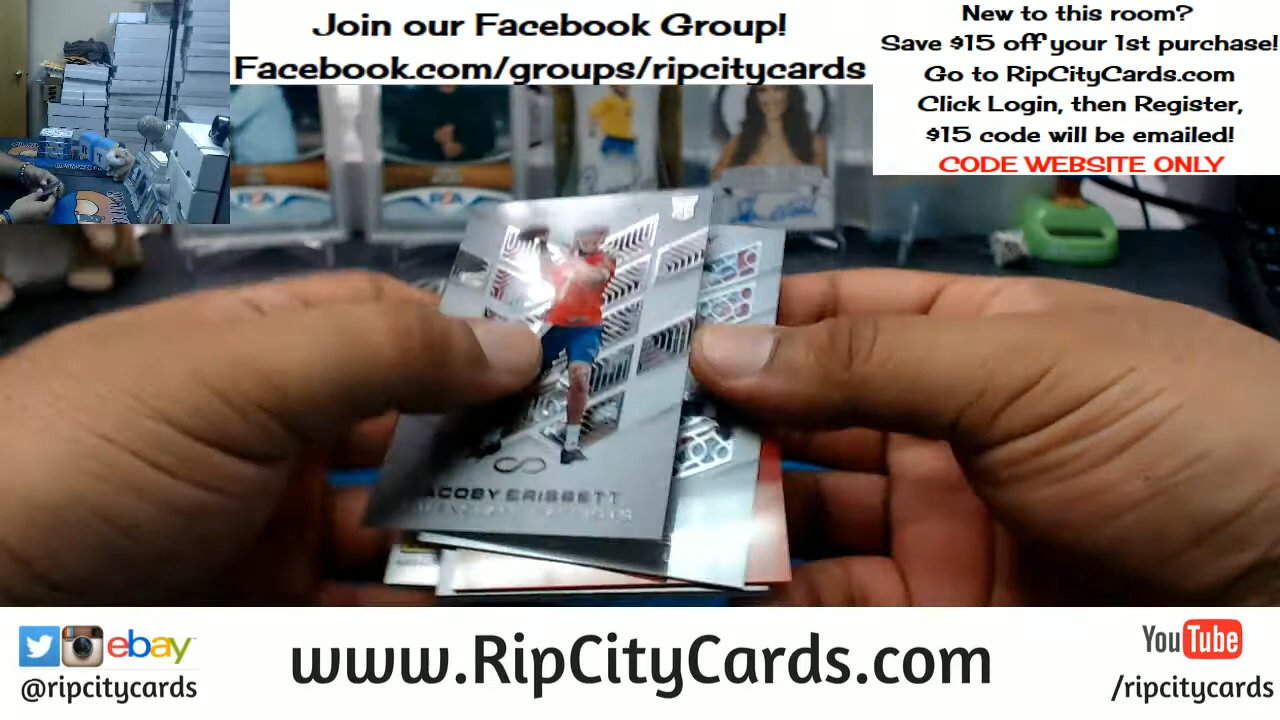 Join our Facebook Group!
Facebook.com/groups/ripcitycards
New to this room?
Save $15 off your 1st purchase!
Go to RipCityCards.com
Click Login, then Register,
$15 code will be emailed!
CODE WEBSITE ONLY
ebay
@ripcitycards
www.RipCityCards.com
YouTube
/ripcitycards